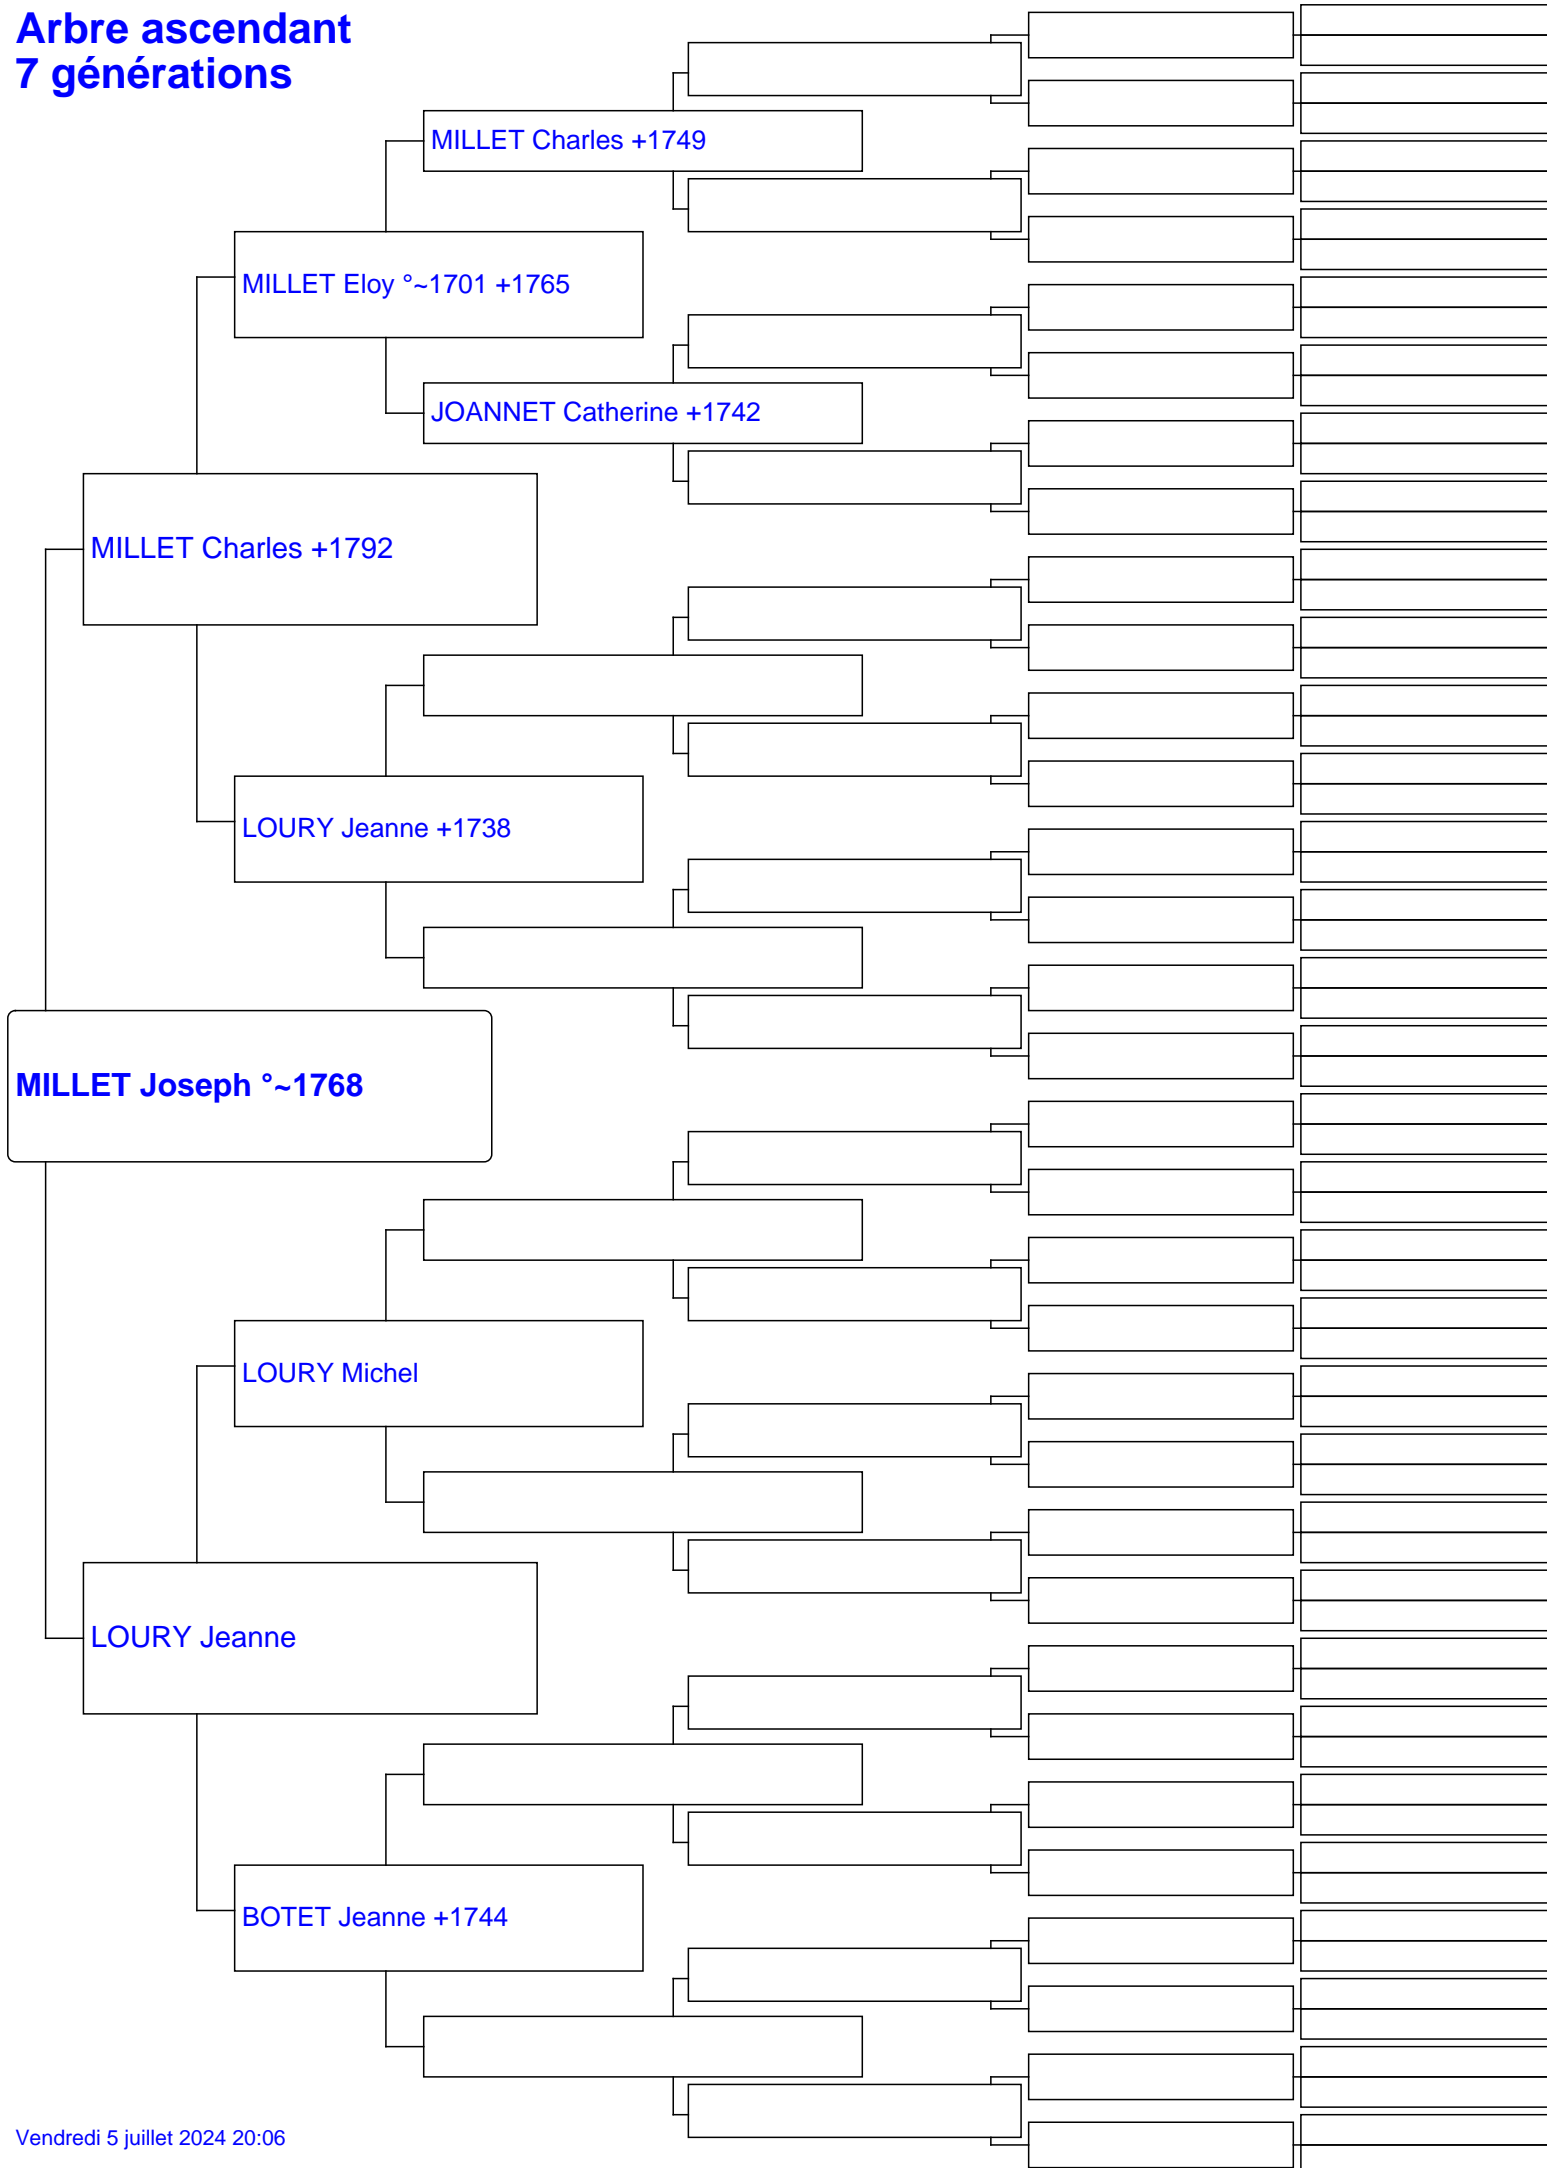 Arbre ascendant
7 générations
MILLET Charles +1749
MILLET Eloy °~1701 +1765
JOANNET Catherine +1742
MILLET Charles +1792
LOURY Jeanne +1738
MILLET Joseph °~1768
LOURY Michel
LOURY Jeanne
BOTET Jeanne +1744
Vendredi 5 juillet 2024 20:06